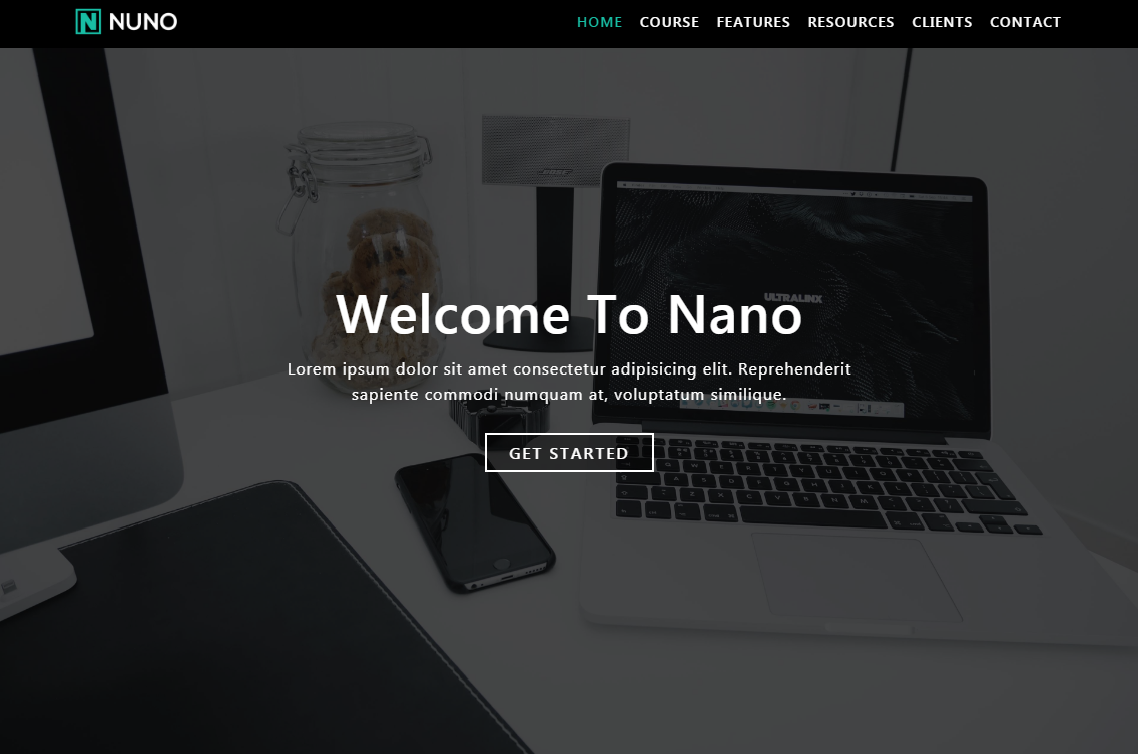 NUNO
HOME COURSE FEATURES RESOURCES CLIENTS CONTACT
BOSE
ULTRALINX
Welcome To Nano
Lorem ipsum dolor sit amet consectetur adipisicing elit. Reprehenderit
sapiente commodi numquam at, voluptatum similique.
GET STARTED